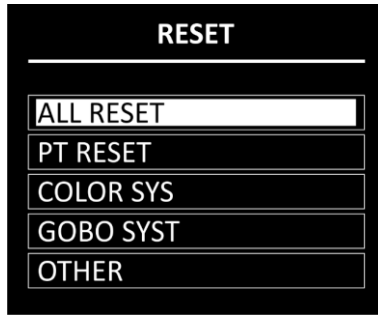 RESET
ALL RESET
PT RESET
COLOR SYS
GOBO SYST
OTHER